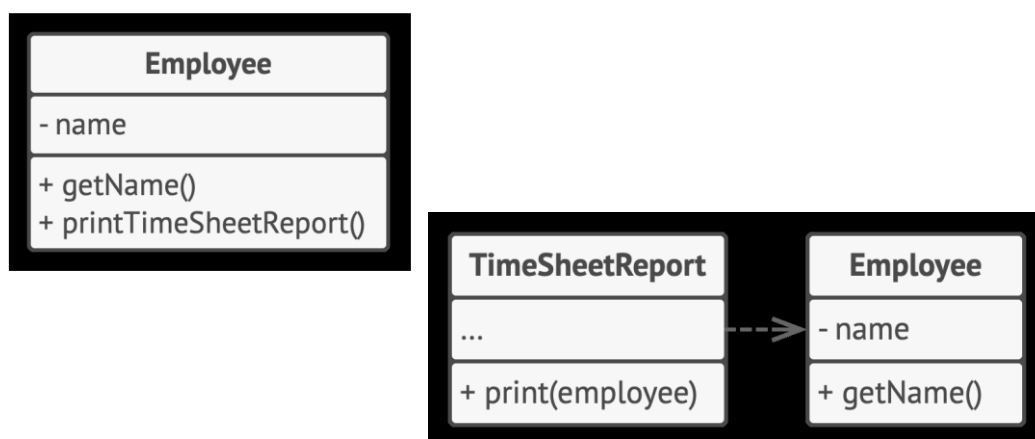 Employee
- name
+ getName()
+ printTimeSheetReport()
TimeSheetReport
...
+ print(employee)
Employee
- name
+ getName()